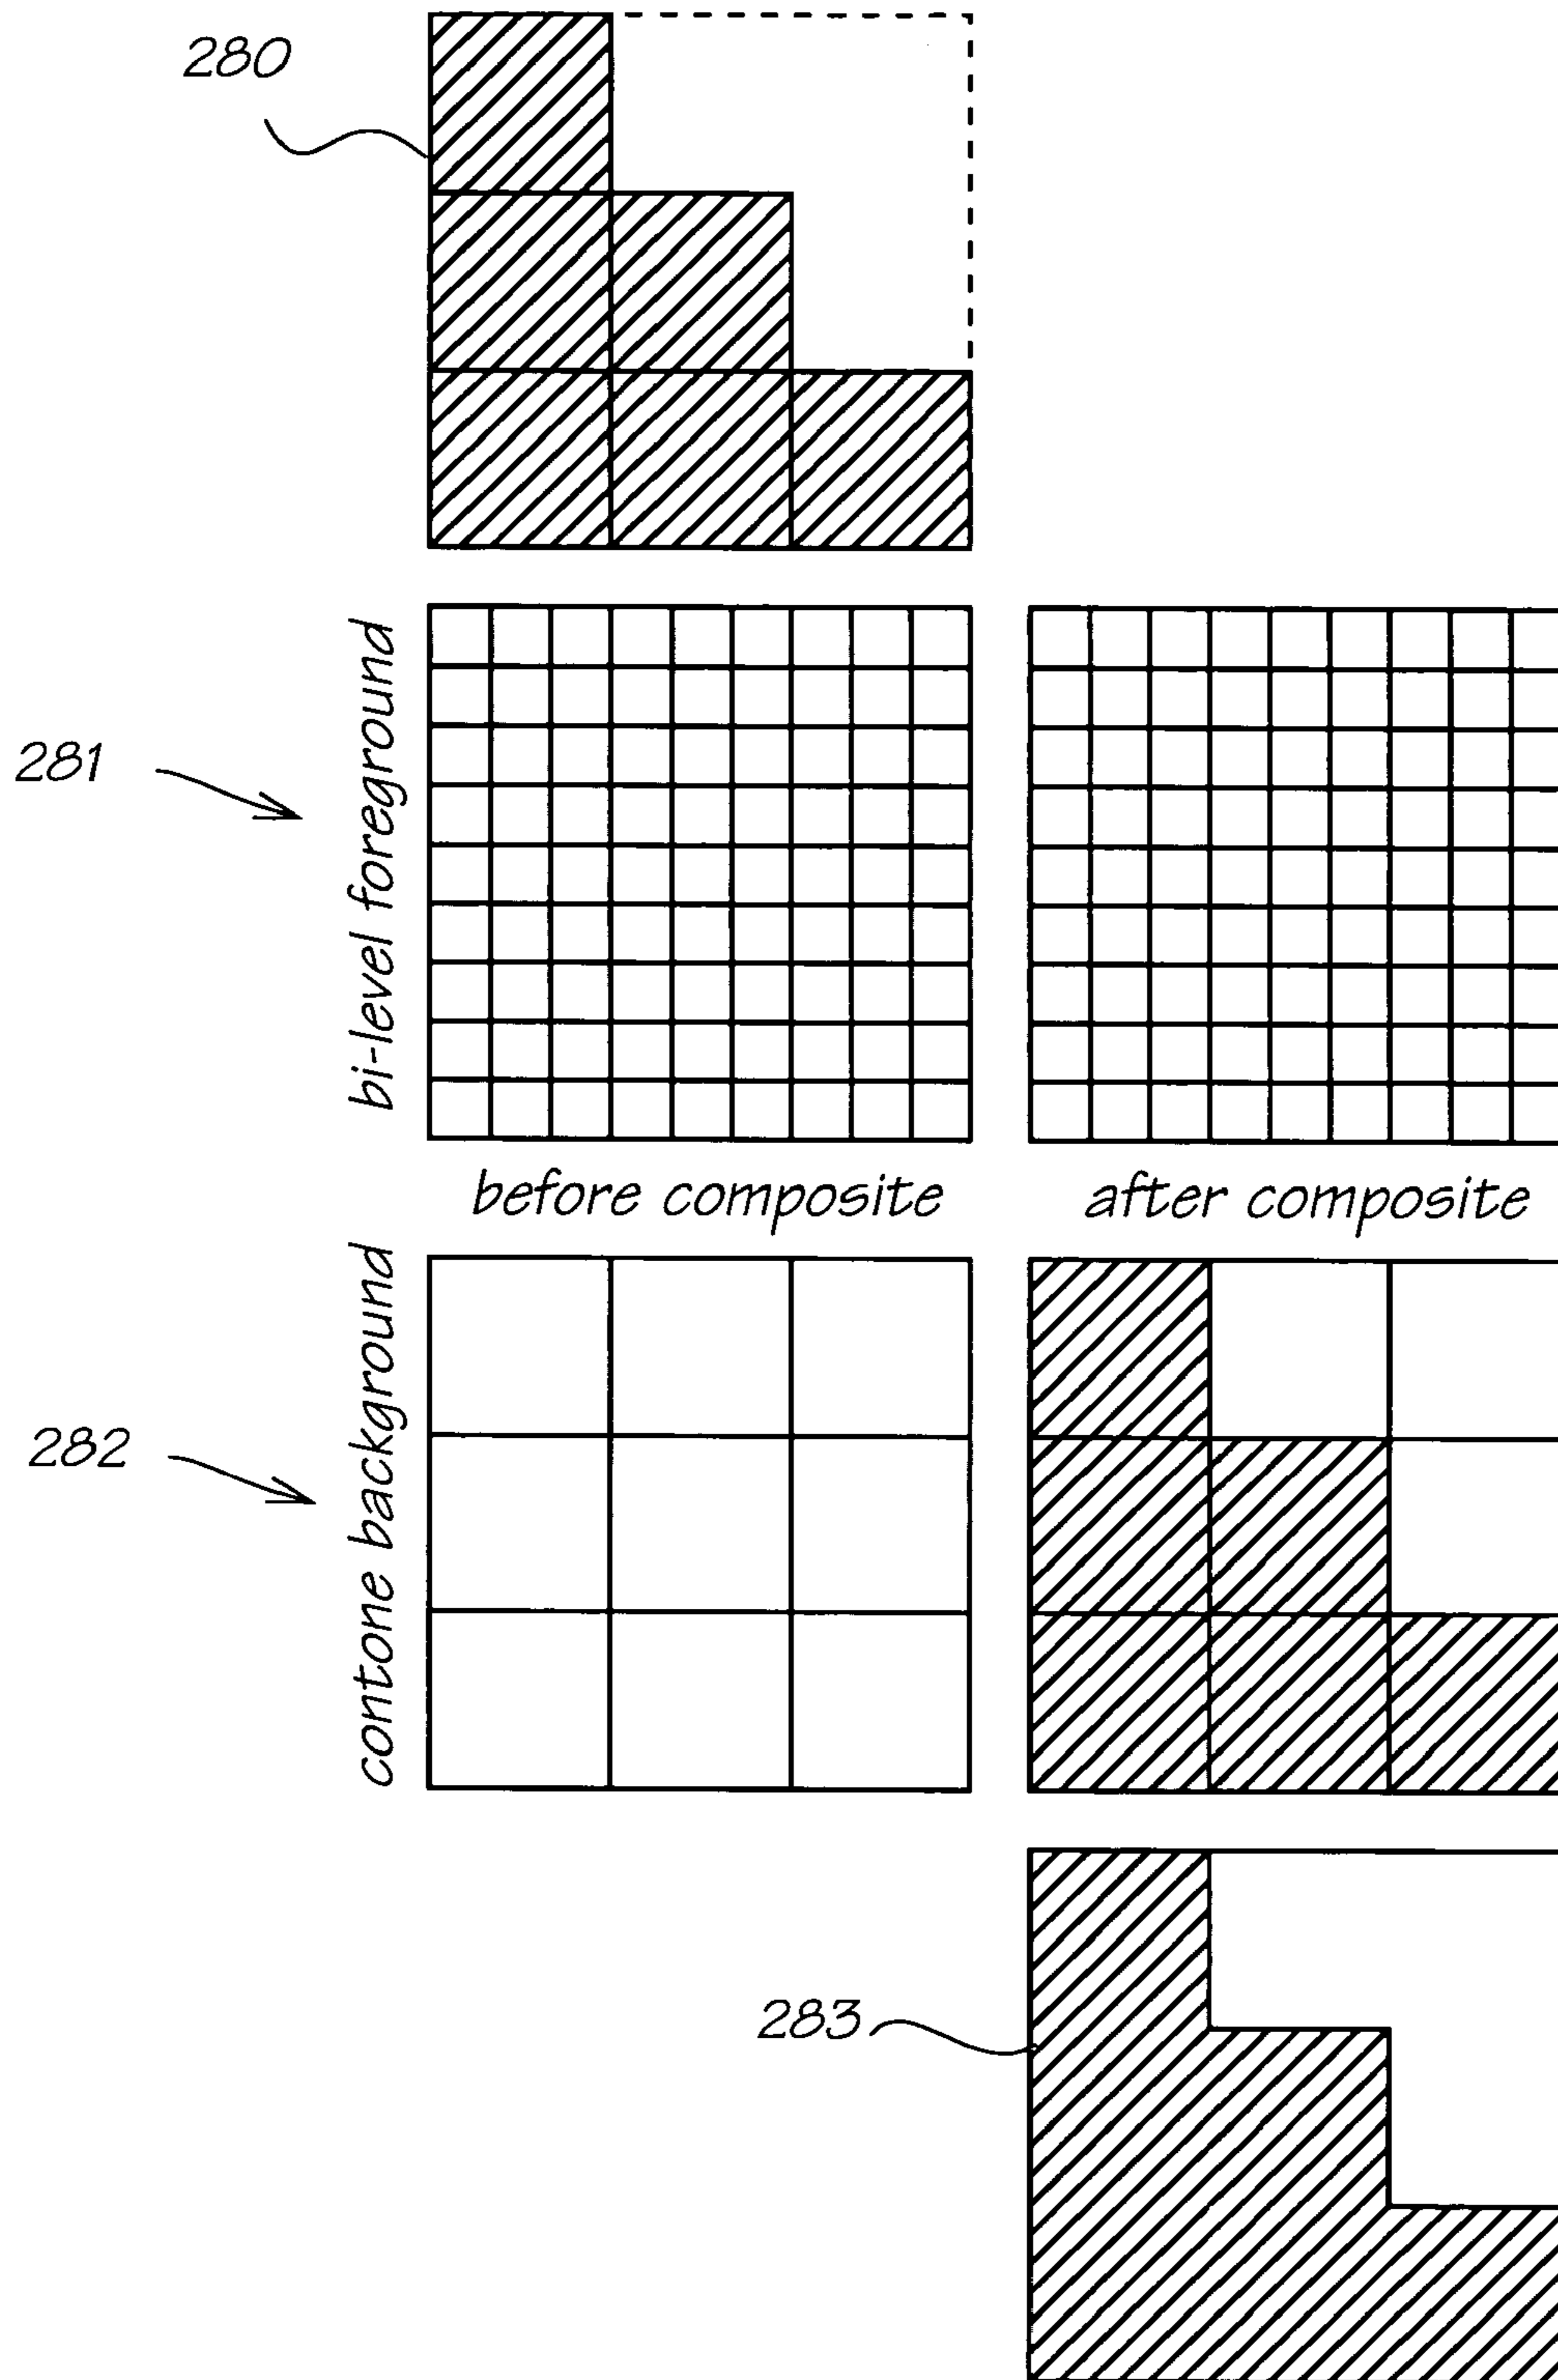 280
281
bi-level foreground
before composite
after composite
282
contone background
283